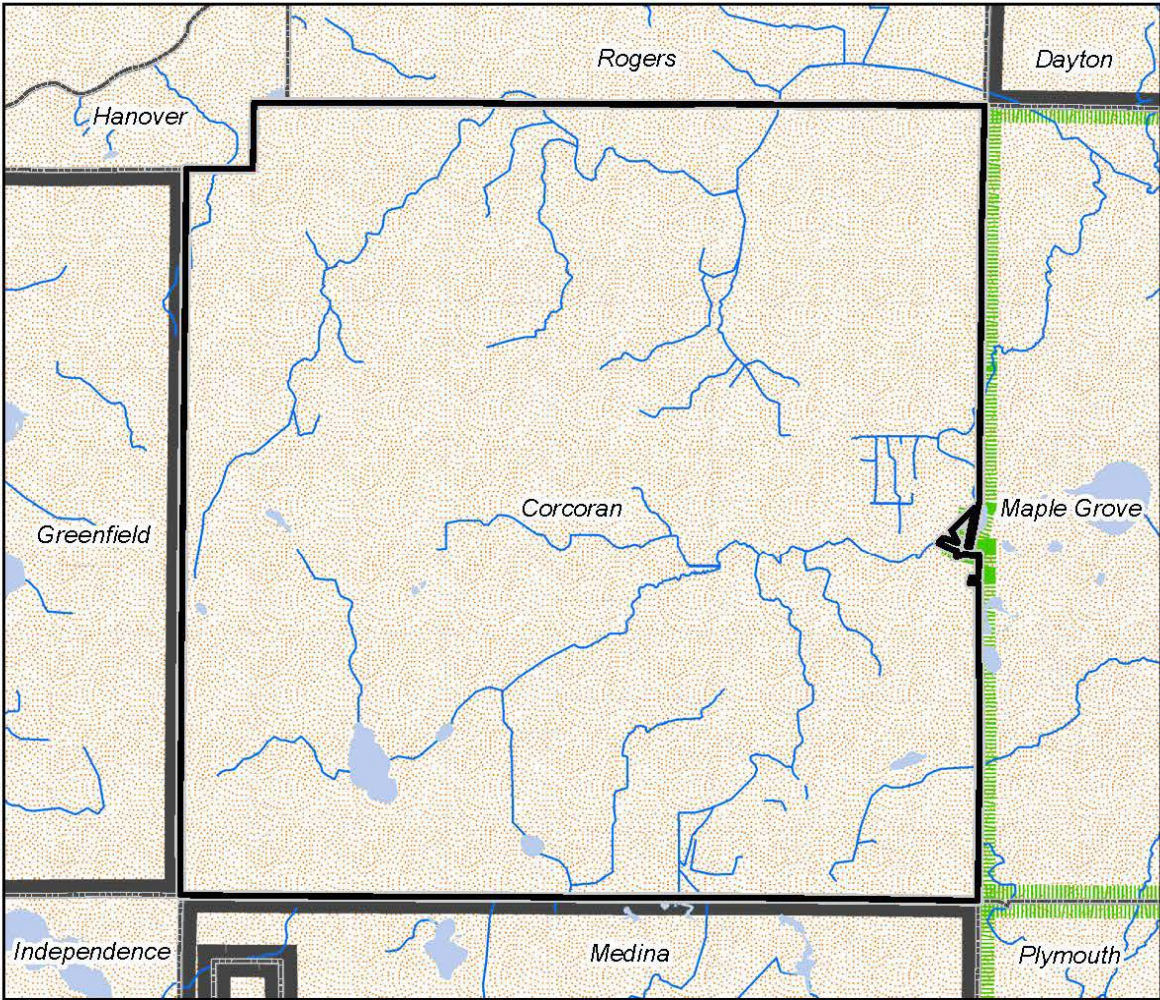 Rogers
Dayton
Hanover
Corcoran
Maple Grove
Greenfield
Independence
Medina
Plymouth